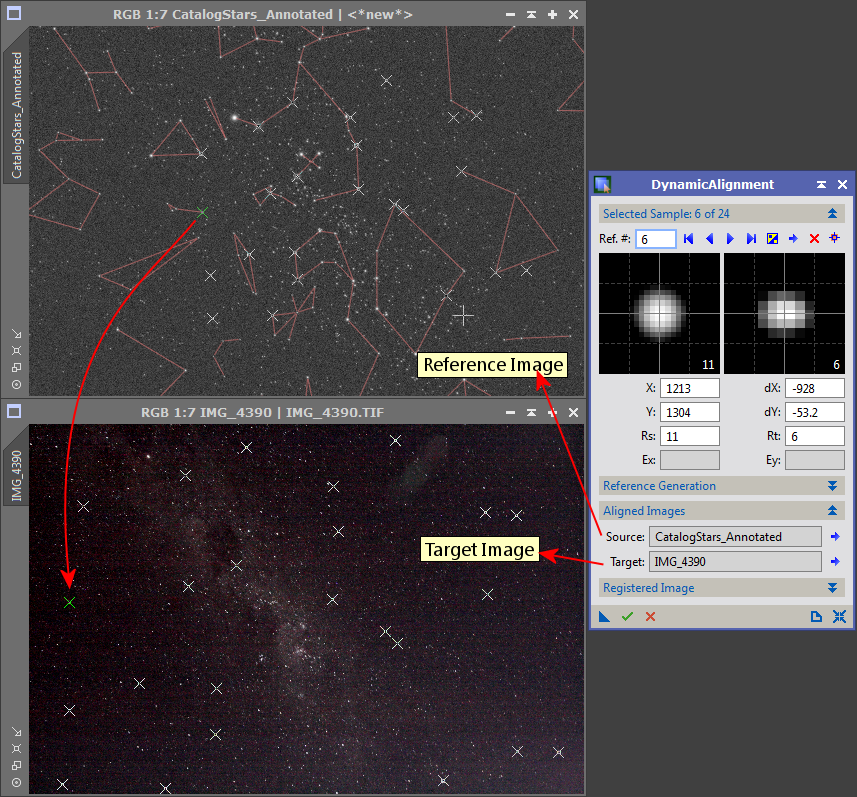 RGB 1:7 CatalogStars_Annotated | <*new*>
CatalogStars_Annotated
Reference Image
RGB 1:7 IMG_4390 | IMG_4390.TIF
IMG_4390
Target Image
DynamicAlignment
Selected Sample: 6 of 24
Ref. #: 6
11 6
X: 1213 dX: -928
Y: 1304 dY: -53.2
Rs: 11 Rt: 6
Ex: Ey:
Reference Generation
Aligned Images
Source: CatalogStars_Annotated
Target: IMG_4390
Registered Image